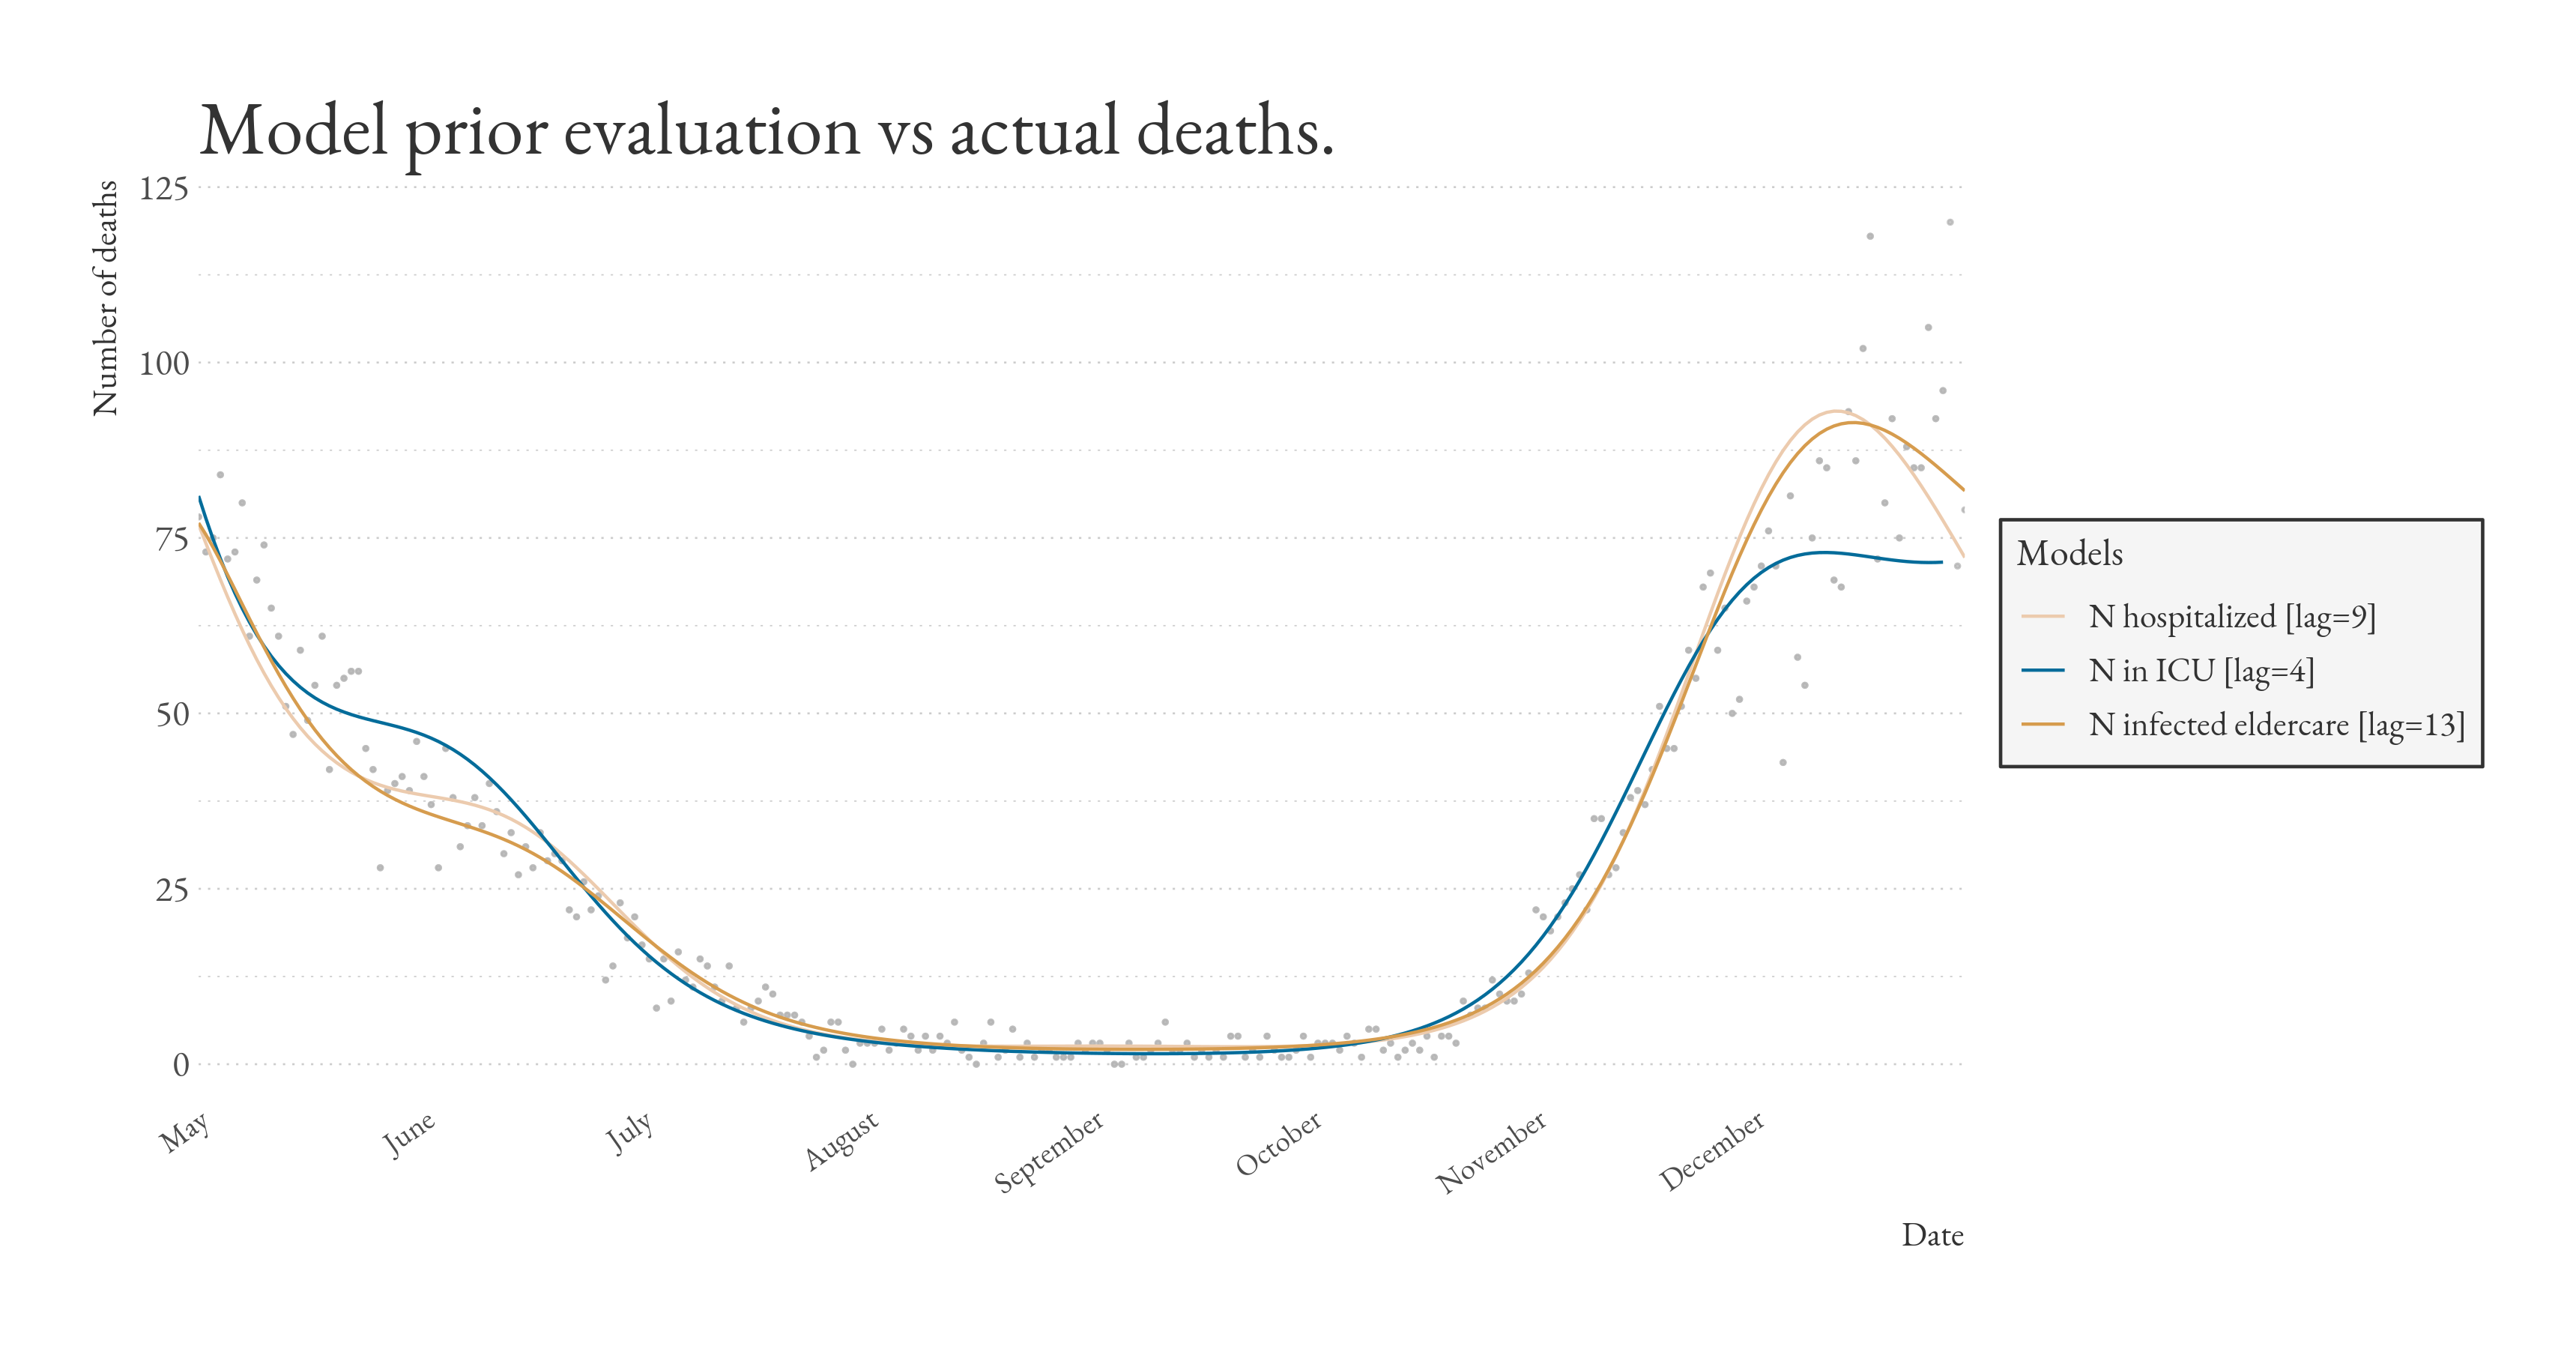 Model prior evaluation vs actual deaths.
Number of deaths
125
100
75
50
25
0
May
June
July
August
September
October
November
December
Date
Models
N hospitalized [lag=9]
N in ICU [lag=4]
N infected eldercare [lag=13]